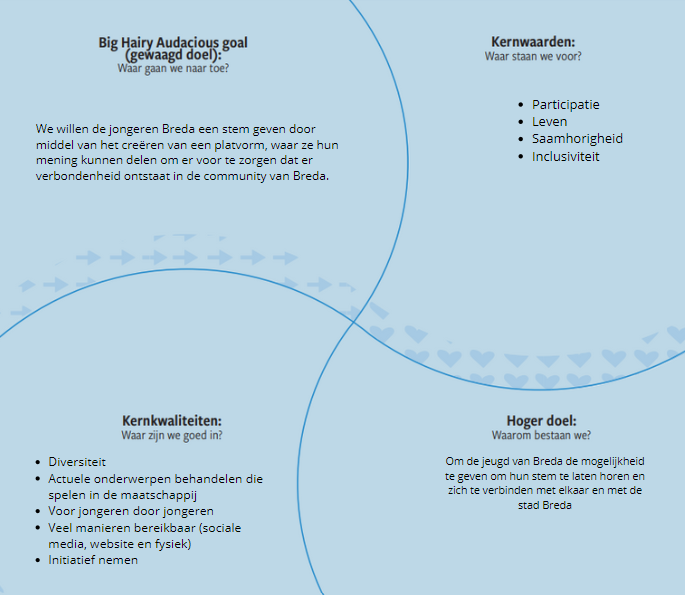 Big Hairy Audacious goal
(gewaagd doel):
Waar gaan we naar toe?
We willen de jongeren Breda een stem geven door
middel van het creëren van een platvorm, waar ze hun
mening kunnen delen om er voor te zorgen dat er
verbondenheid ontstaat in de community van Breda.
Kernwaarden:
Waar staan we voor?
• Participatie
• Leven
• Saamhorigheid
• Inclusiviteit
Kernkwaliteiten:
Waar zijn we goed in?
• Diversiteit
• Actuele onderwerpen behandelen die
spelen in de maatschappij
• Voor jongeren door jongeren
• Veel manieren bereikbaar (sociale
media, website en fysiek)
• Initiatief nemen
Hoger doel:
Waarom bestaan we?
Om de jeugd van Breda de mogelijkheid
te geven om hun stem te laten horen en
zich te verbinden met elkaar en met de
stad Breda